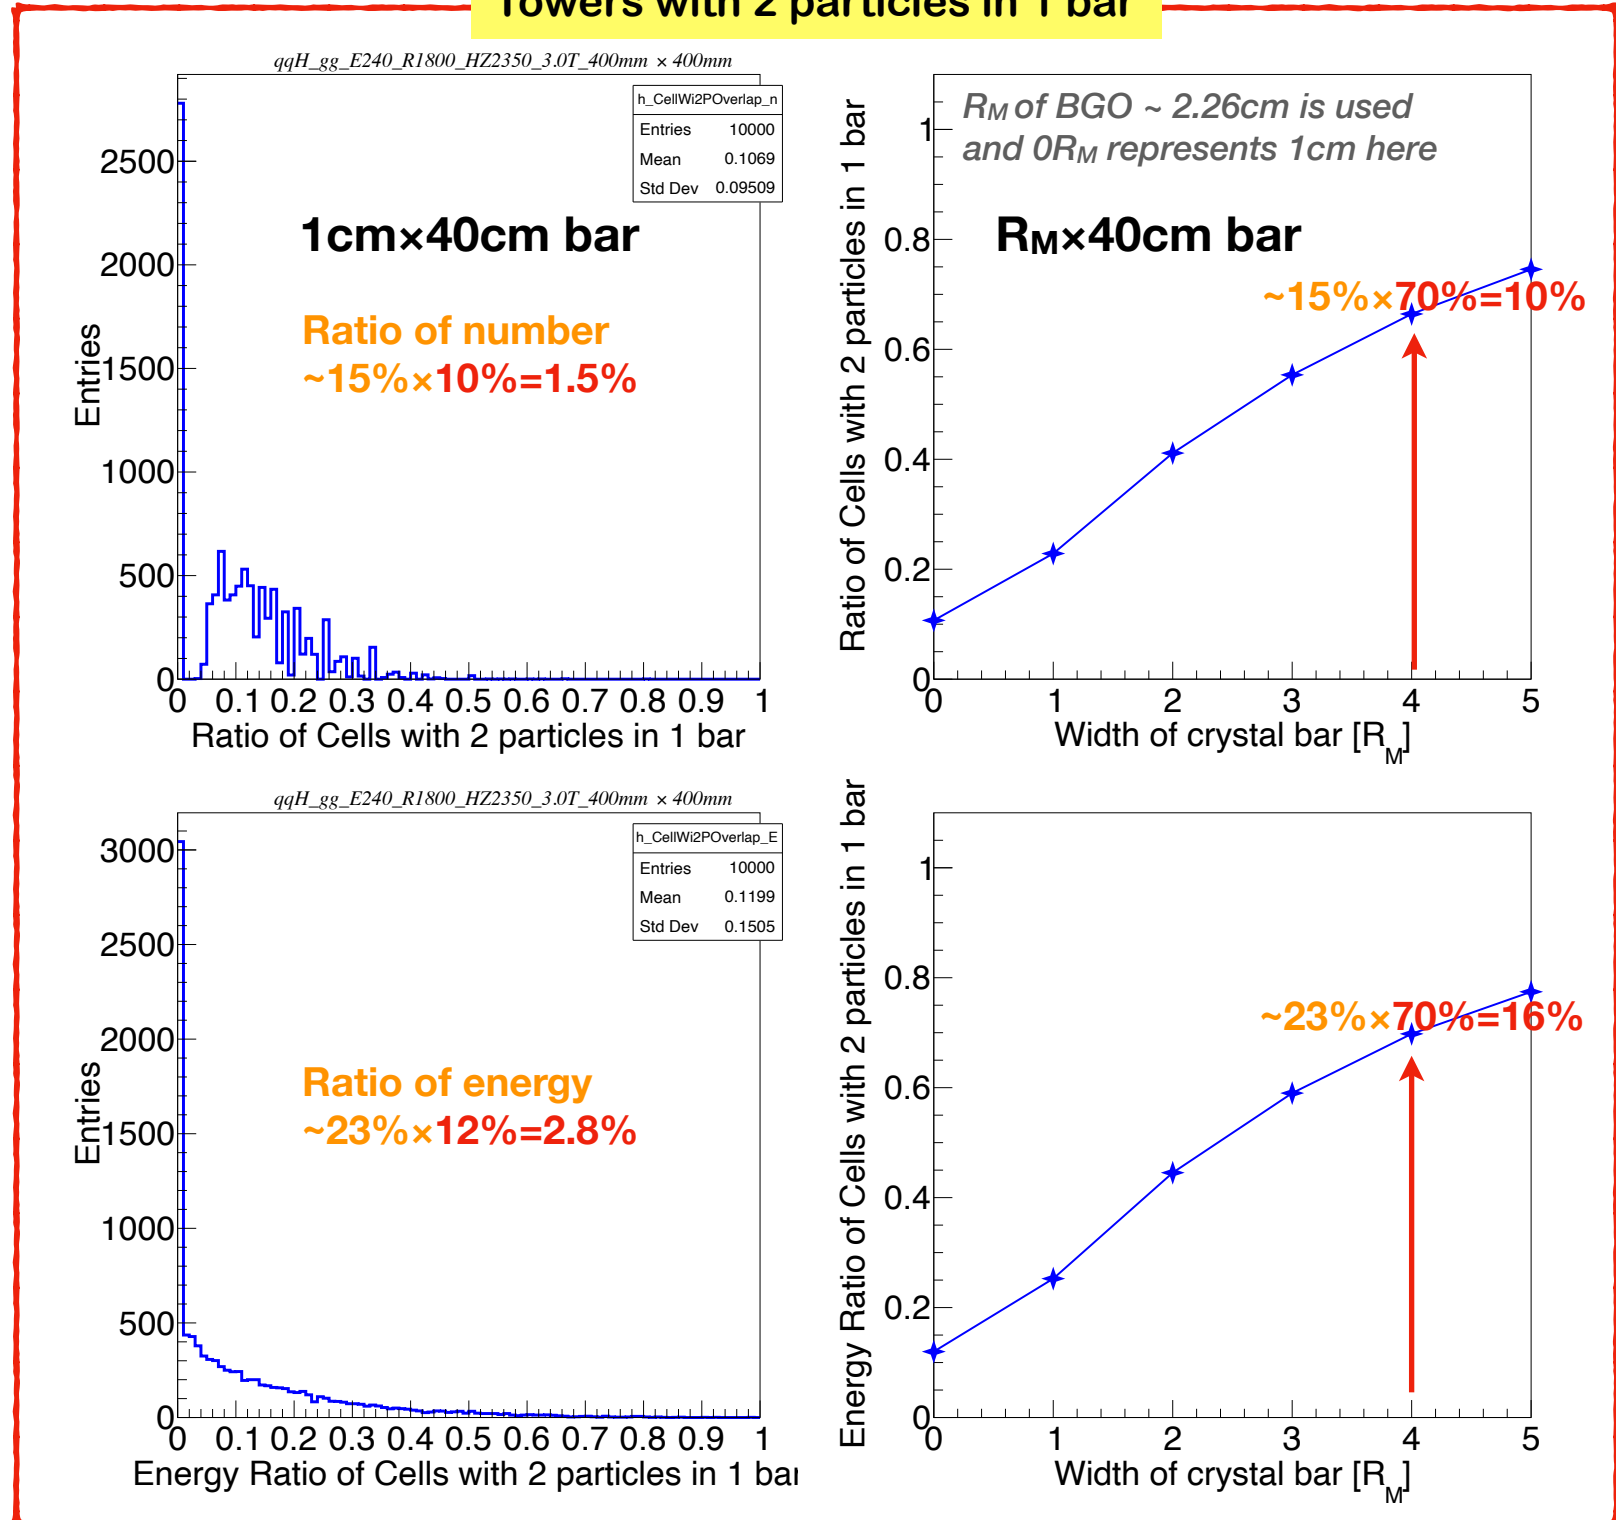 Towers with 2 particles in 1 bar
qqH_gg_E240_R1800_HZ2350_3.0T_400mm × 400mm
h_CellWi2POverlap_n
Entries 10000
Mean 0.1069
Std Dev 0.09509
1cm×40cm bar
Ratio of number
~15%×10%=1.5%
Entries
2500
2000
1500
1000
500
0
0 0.1 0.2 0.3 0.4 0.5 0.6 0.7 0.8 0.9 1
Ratio of Cells with 2 particles in 1 bar
RM of BGO ~ 2.26cm is used
and 0RM represents 1cm here
RM×40cm bar
~15%×70%=10%
Ratio of Cells with 2 particles in 1 bar
1
0.8
0.6
0.4
0.2
0
0 1 2 3 4 5
Width of crystal bar [RM]
qqH_gg_E240_R1800_HZ2350_3.0T_400mm × 400mm
h_CellWi2POverlap_E
Entries 10000
Mean 0.1199
Std Dev 0.1505
Ratio of energy
~23%×12%=2.8%
Entries
3000
2500
2000
1500
1000
500
0
0 0.1 0.2 0.3 0.4 0.5 0.6 0.7 0.8 0.9 1
Energy Ratio of Cells with 2 particles in 1 bar
~23%×70%=16%
Energy Ratio of Cells with 2 particles in 1 bar
1
0.8
0.6
0.4
0.2
0
0 1 2 3 4 5
Width of crystal bar [RM]